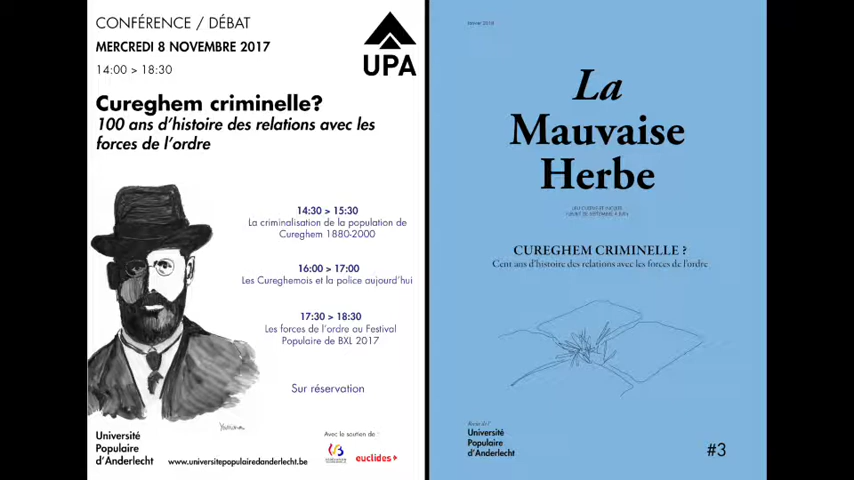 CONFÉRENCE / DÉBAT
MERCREDI 8 NOVEMBRE 2017
14:00 > 18:30
UPA
Cureghem criminelle?
100 ans d'histoire des relations avec les
forces de l'ordre
14:30 > 15:30
La criminalisation de la population de
Cureghem 1880-2000
16:00 > 17:00
Les Cureghemois et la police aujourd'hui
17:30 > 18:30
Les forces de l'ordre au Festival
Populaire de BXL 2017
Sur réservation
Université
Populaire
d'Anderlecht
www.universitepopulairedanderlecht.be
Avec le soutien de :
euclides
La
Mauvaise
Herbe
CUREGHEM CRIMINELLE ?
Cent ans d'histoire des relations avec les forces de l'ordre
Université
Populaire
d'Anderlecht
#3